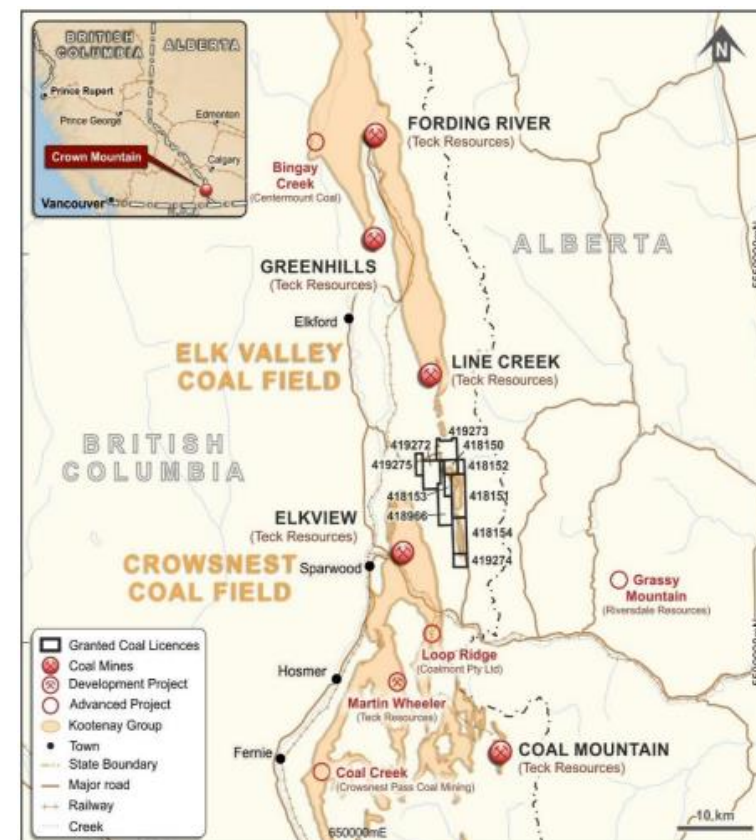 BRITISH
COLUMBIA
ALBERTA
Prince Rupert
Prince George
Edmonton
Crown Mountain
Calgary
Vancouver
N
FORDING RIVER
(Teck Resources)
Bingay
Creek
(Centermount Coal)
ALBERTA
GREENHILLS
(Teck Resources)
Elkford
ELK VALLEY
COAL FIELD
LINE CREEK
(Teck Resources)
BRITISH
COLUMBIA
419273
419272
418150
419275
418152
418153
418151
418966
418154
419274
ELKVIEW
(Teck Resources)
CROWSNEST
COAL FIELD
Sparwood
Grassy
Mountain
(Riversdale Resources)
Loop Ridge
(Coalmont Pty Ltd)
Hosmer
Martin Wheeler
(Teck Resources)
COAL MOUNTAIN
(Teck Resources)
Fernie
Coal Creek
(Crowsnest Pass Coal Mining)
Granted Coal Licences
Coal Mines
Development Project
Advanced Project
Kootenay Group
Town
State Boundary
Major road
Railway
Creek
650000mE
10 km